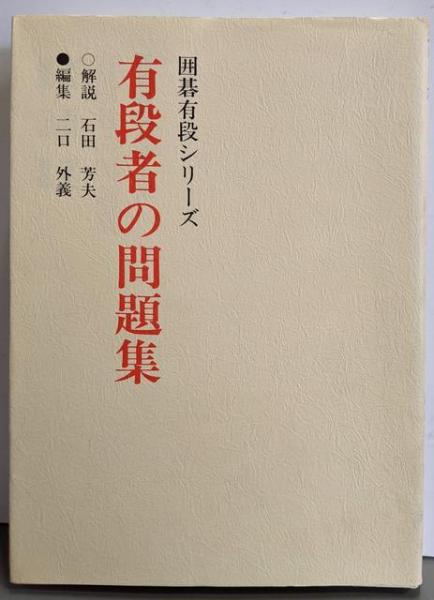 囲碁有段シリーズ
有段者の問題集
○解説 石田 芳夫
●編集 二口 外義